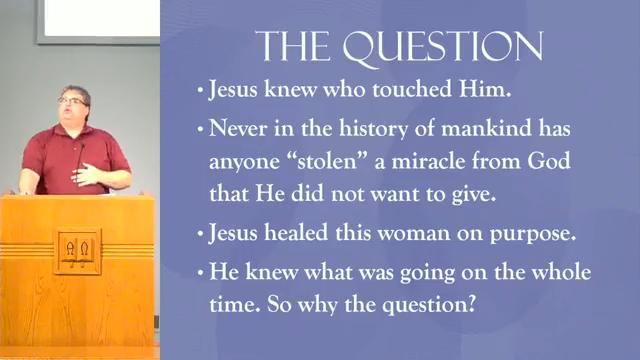 THE QUESTION
• Jesus knew who touched Him.
• Never in the history of mankind has
anyone “stolen” a miracle from God
that He did not want to give.
• Jesus healed this woman on purpose.
• He knew what was going on the whole
time. So why the question?
Α Ω